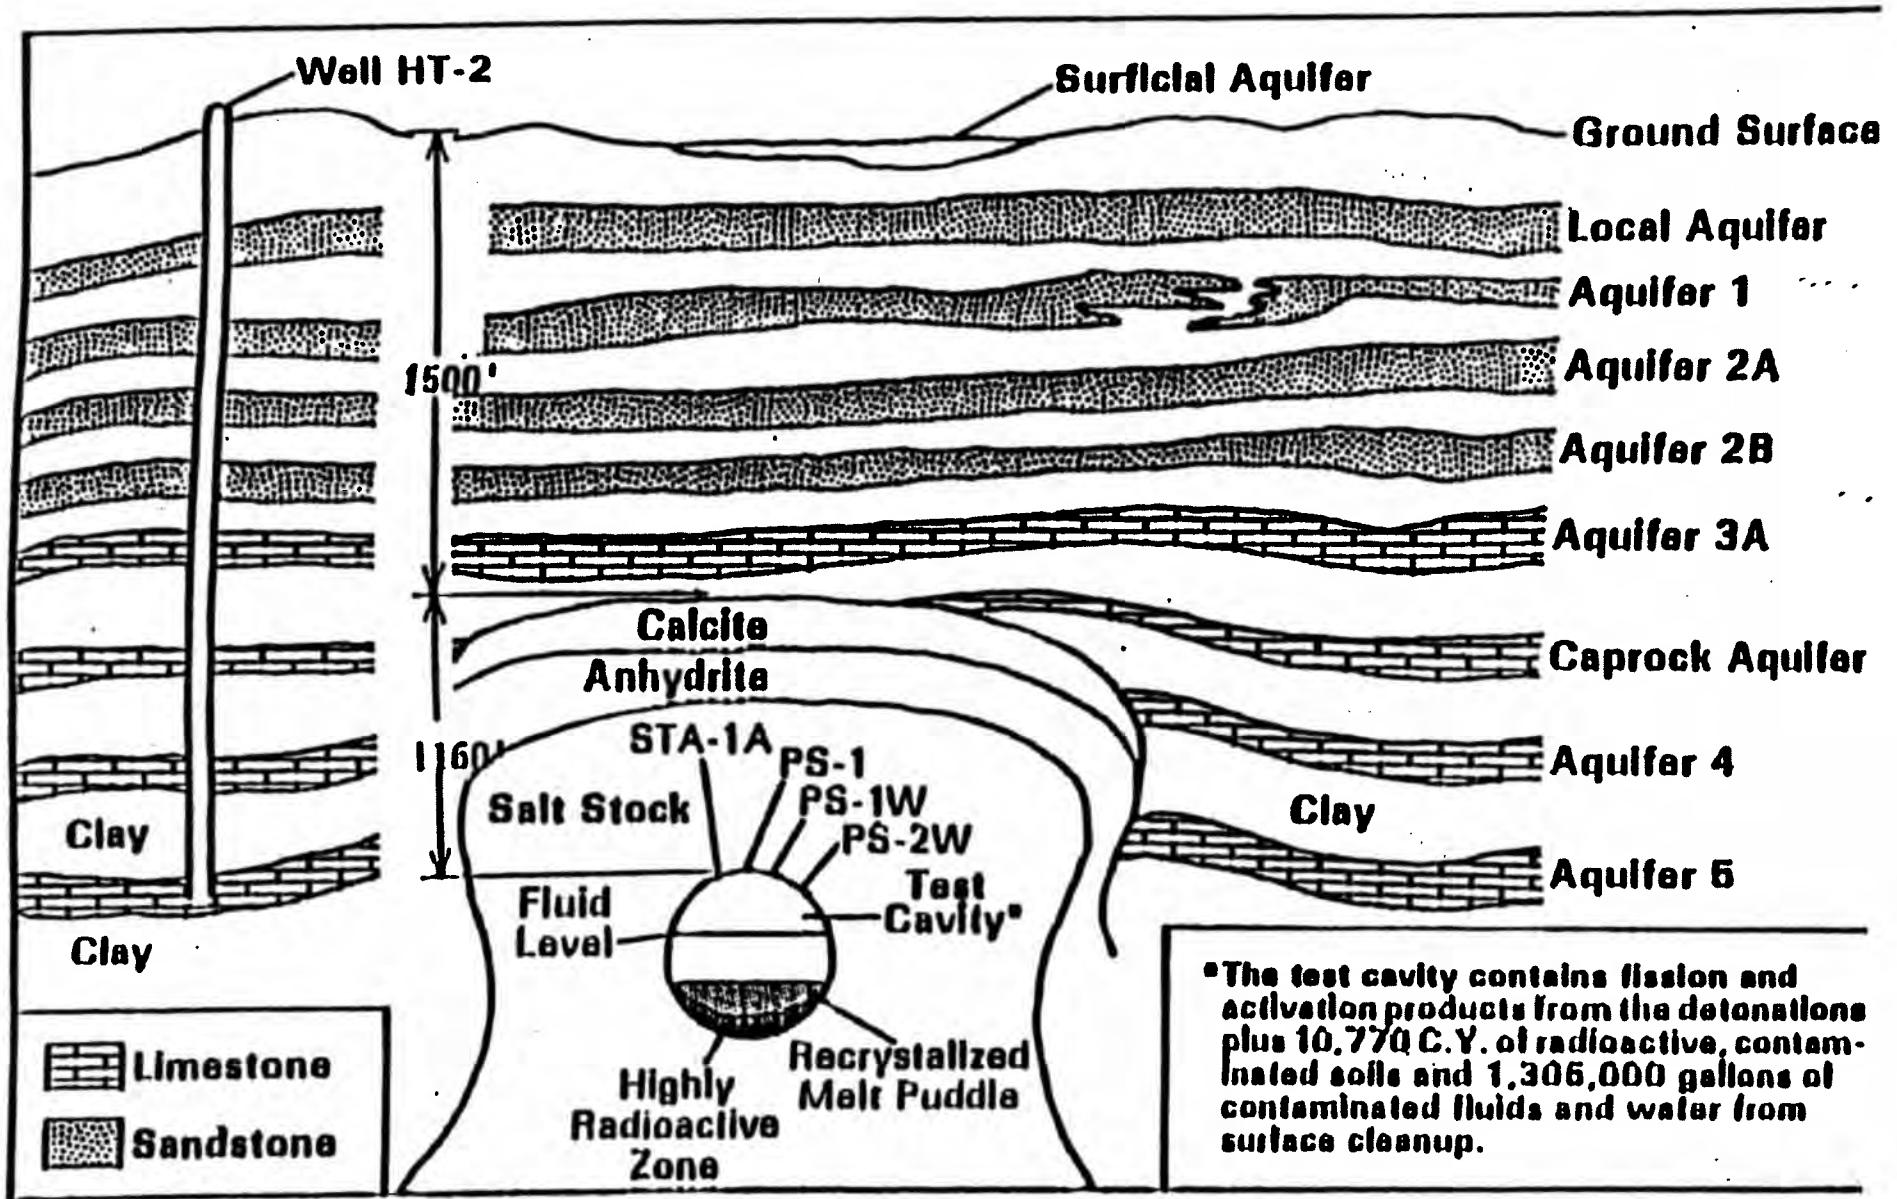 Well HT-2
Surficial Aquifer
Ground Surface
Local Aquifer
Aquifer 1
1500'
Aquifer 2A
Aquifer 2B
Aquifer 3A
Calcite
Caprock Aquifer
Anhydrite
STA-1A
1160'
PS-1
Aquifer 4
Salt Stock
PS-1W
Clay
Clay
PS-2W
Aquifer 5
Fluid
Level
Test
Cavity*
Clay
*The test cavity contains fission and
activation products from the detonations
plus 10,770 C.Y. of radioactive, contam-
inated soils and 1,305,000 gallons of
contaminated fluids and water from
surface cleanup.
Limestone
Sandstone
Highly
Radioactive
Zone
Recrystallized
Melt Puddle